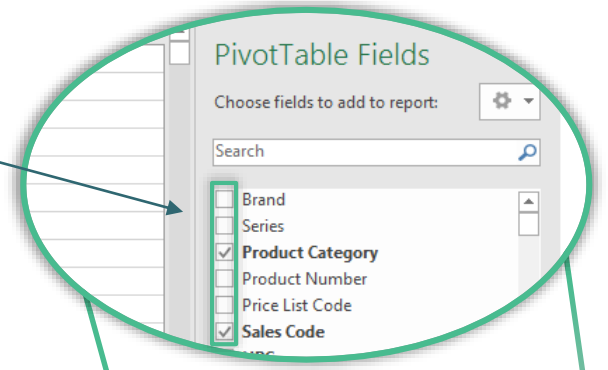 PivotTable Fields
Choose fields to add to report:
Search
Brand
Series
Product Category
Product Number
Price List Code
Sales Code